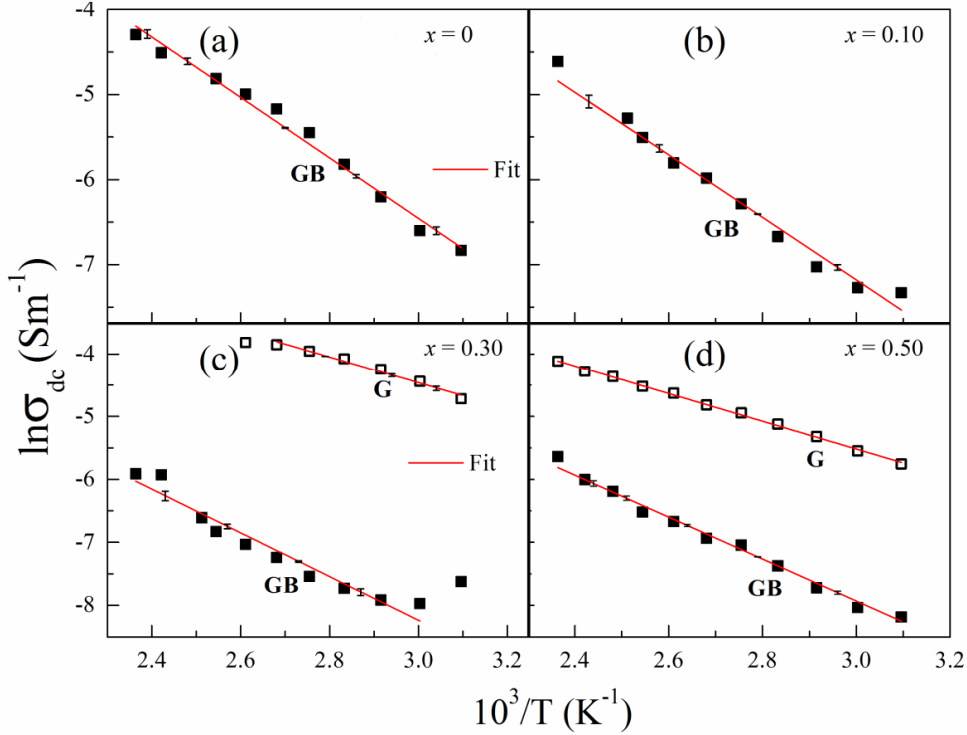 (a)
x = 0
GB
Fit
(b)
x = 0.10
GB
-4
-5
-6
-7
(c)
x = 0.30
G
GB
Fit
(d)
x = 0.50
G
GB
-4
-5
-6
-7
-8
2.4 2.6 2.8 3.0 2.4 2.6 2.8 3.0 3.2
lnσdc (Sm⁻¹)
10³/T (K⁻¹)